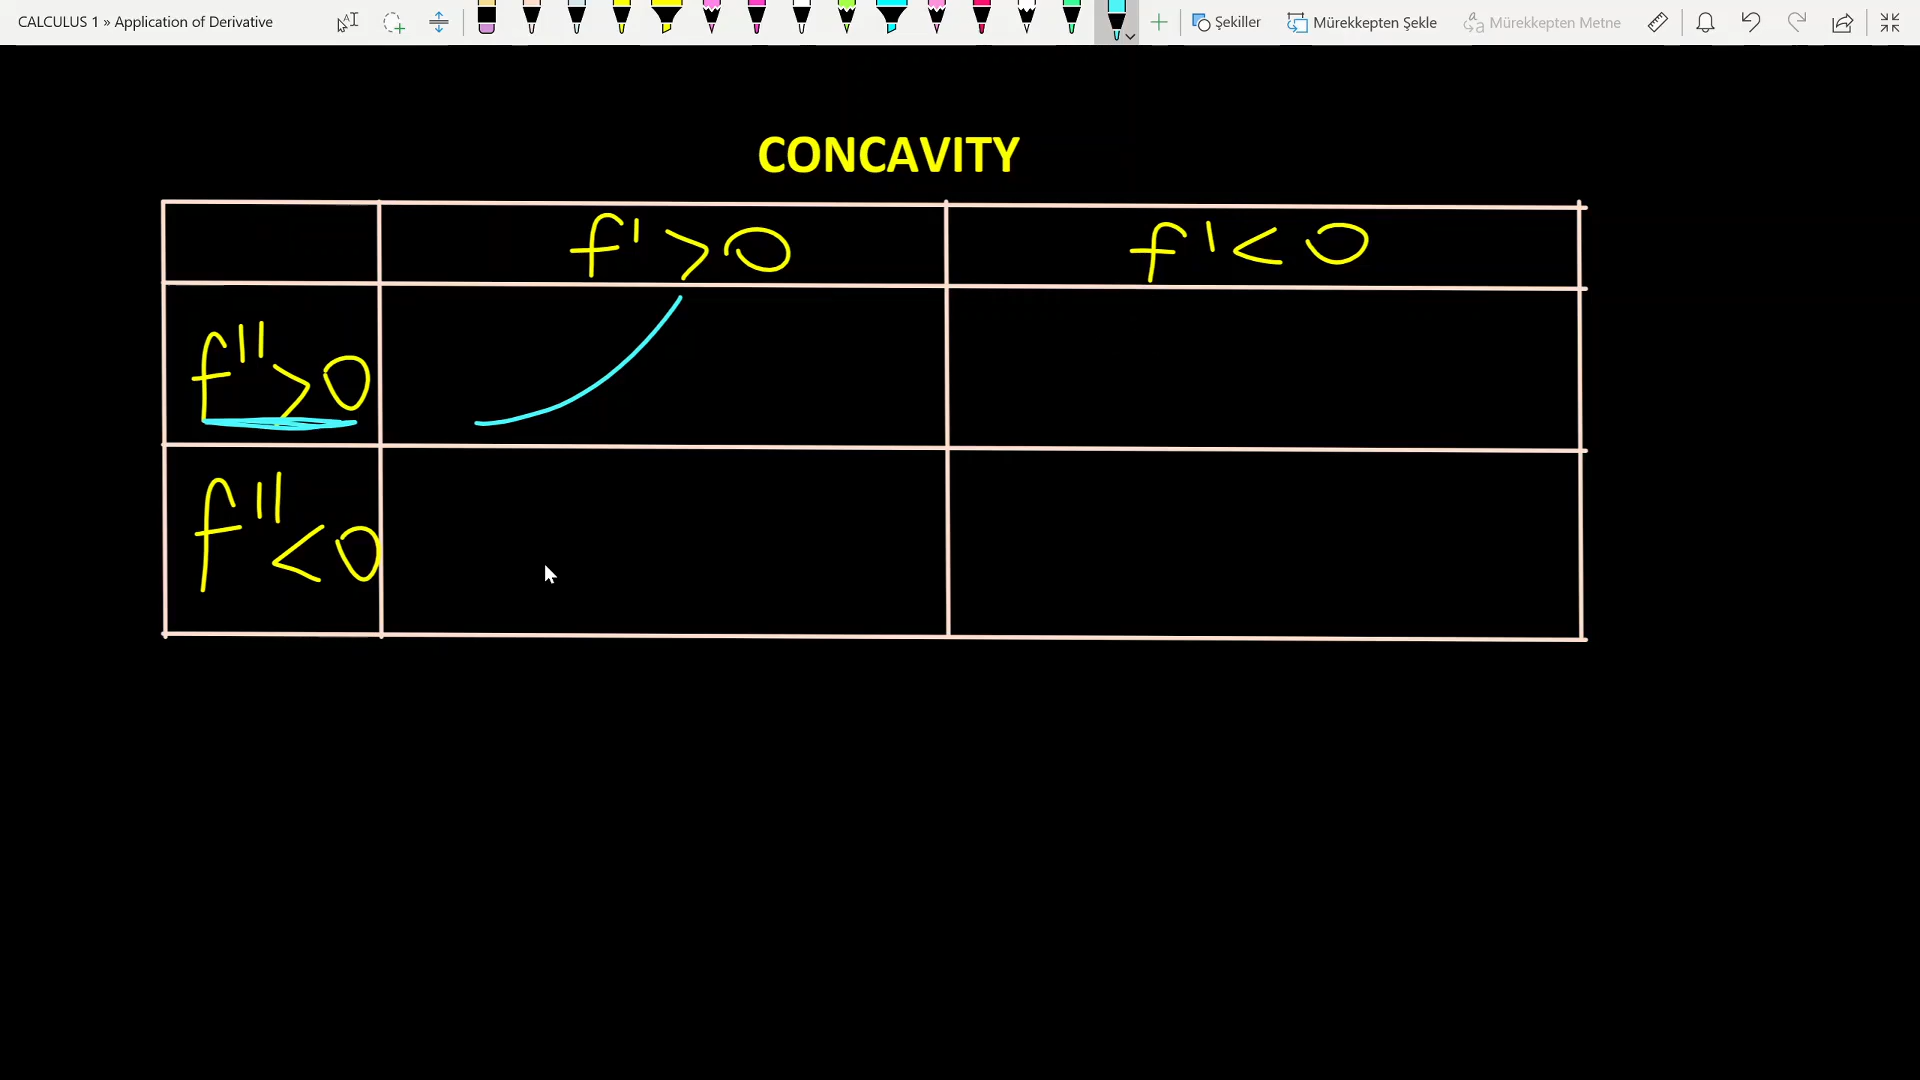 CALCULUS 1 » Application of Derivative Şekiller Mürekkepten Şekle Mürekkepten Metne
CONCAVITY
f' > 0 f' < 0
f'' > 0
f'' < 0